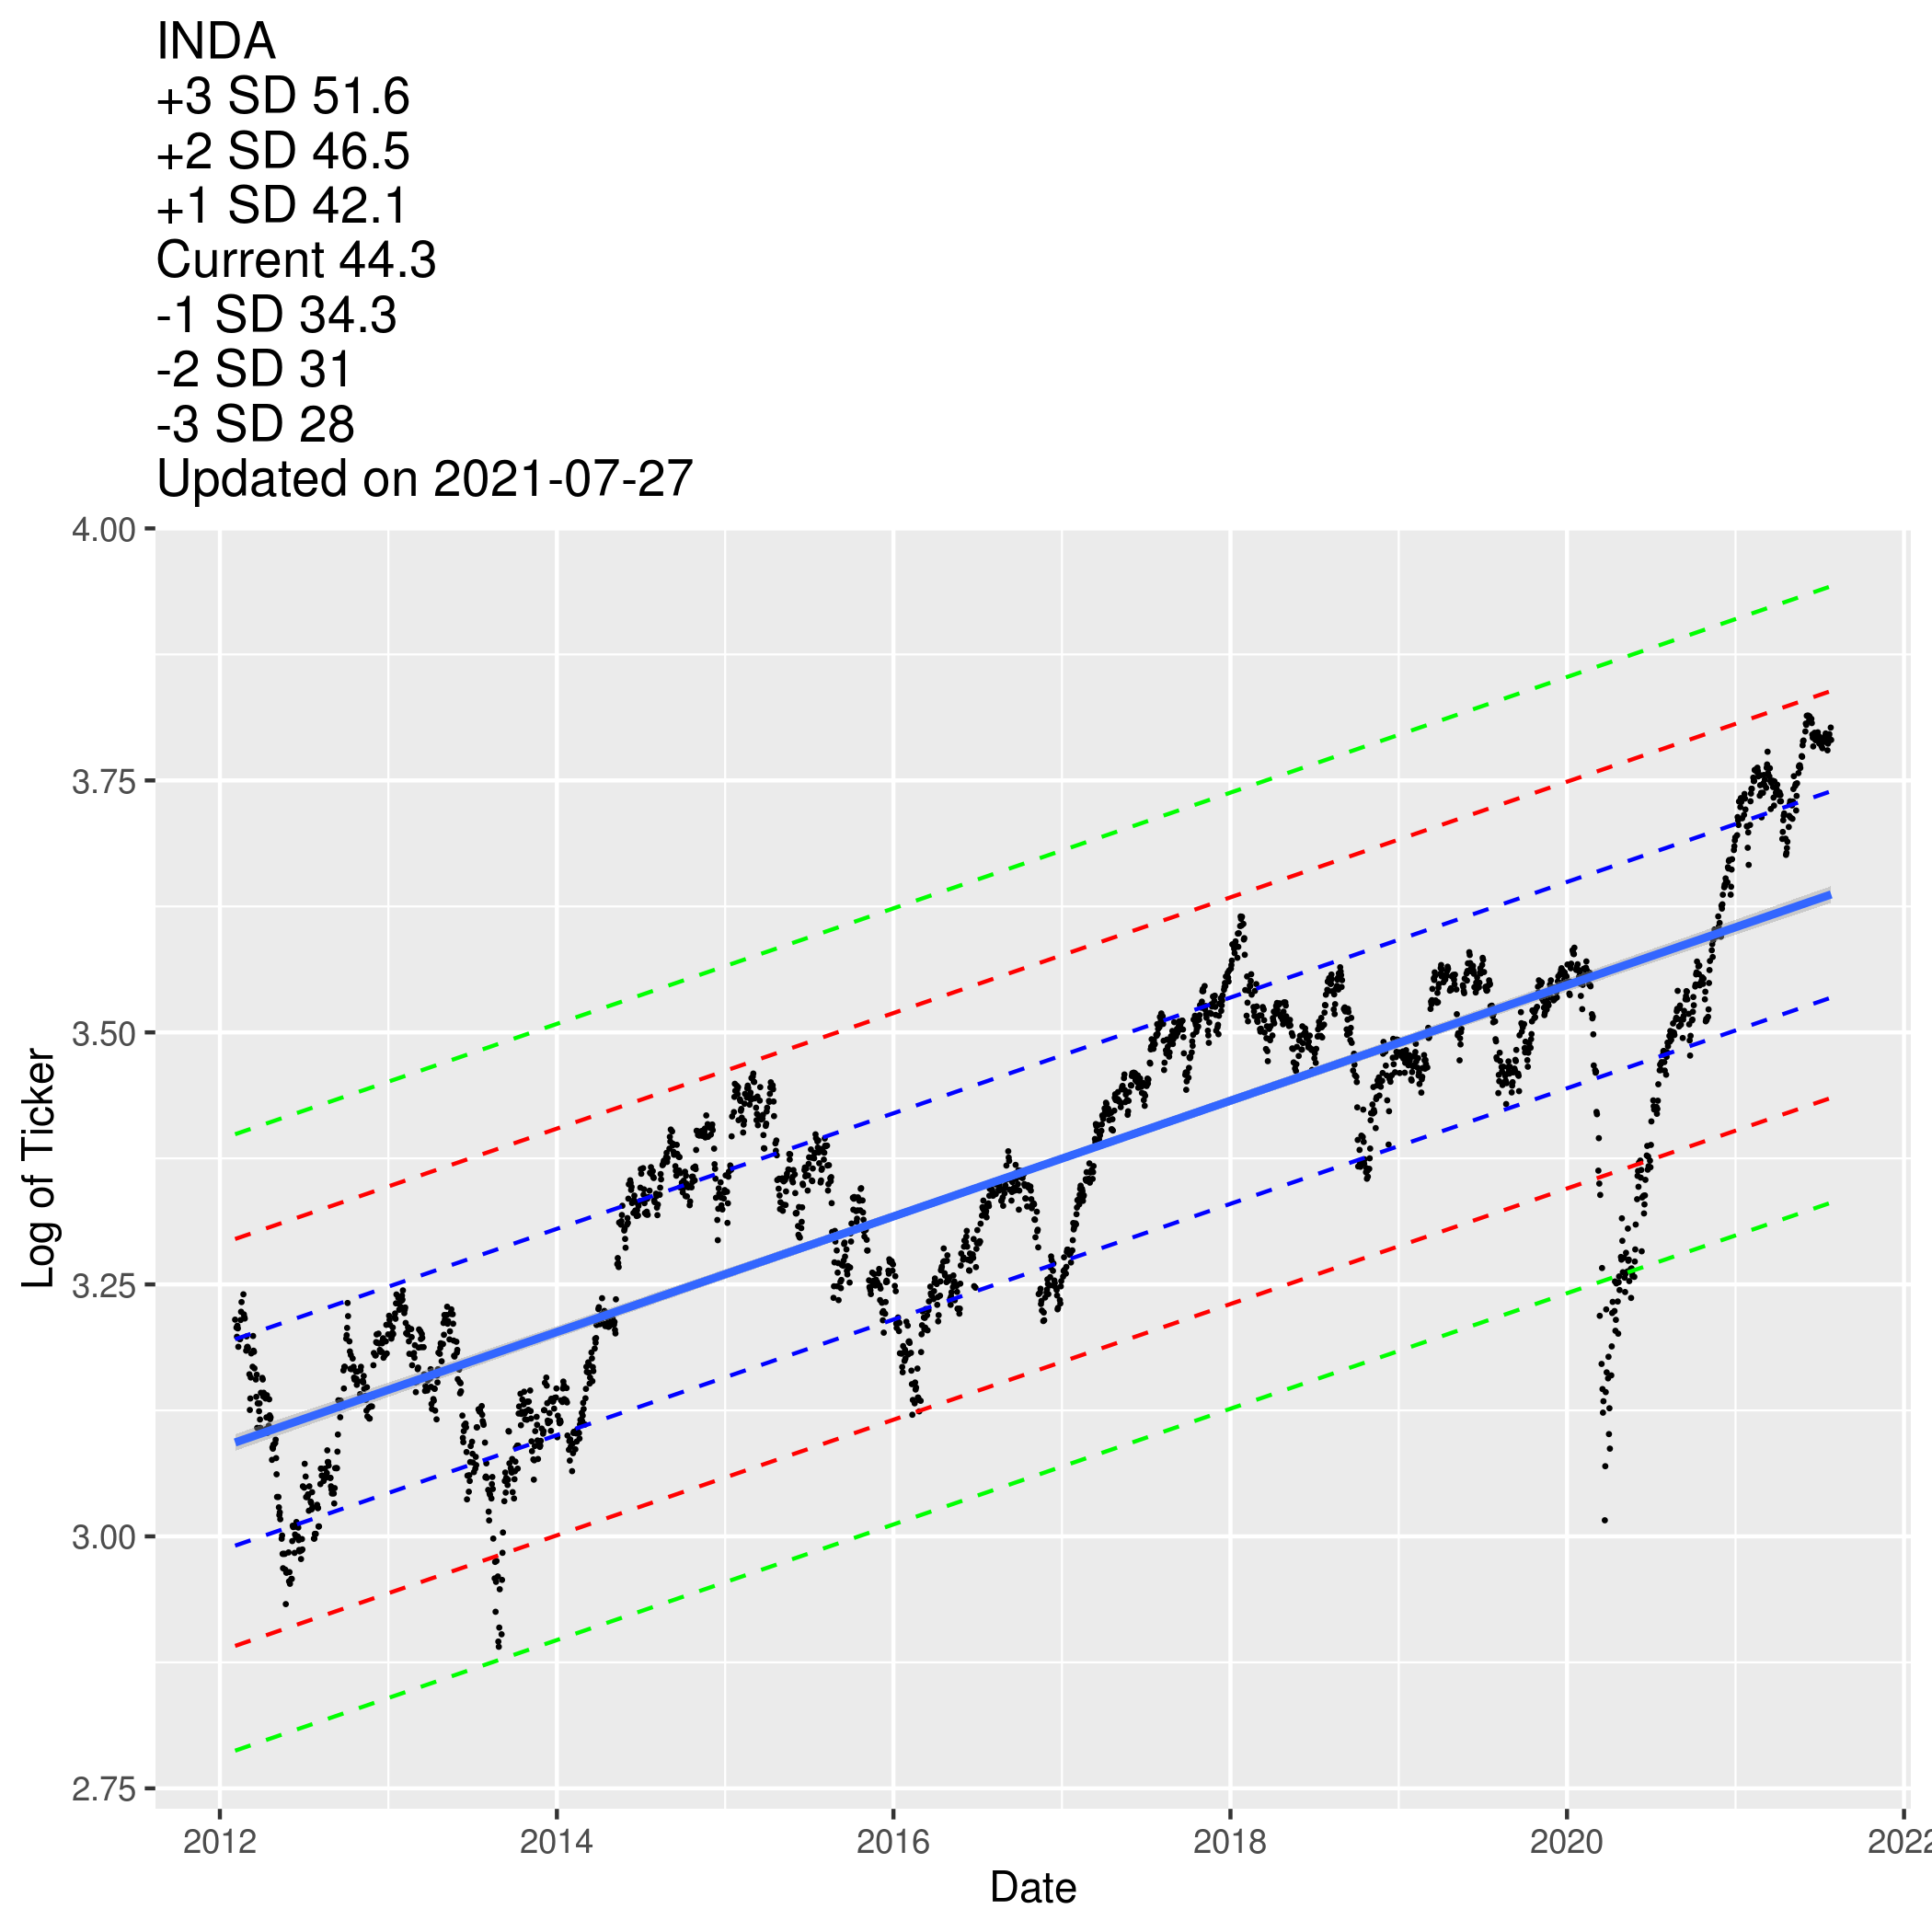 INDA
+3 SD 51.6
+2 SD 46.5
+1 SD 42.1
Current 44.3
-1 SD 34.3
-2 SD 31
-3 SD 28
Updated on 2021-07-27
4.00
3.75
3.50
3.25
3.00
2.75
Log of Ticker
2012 2014 2016 2018 2020 2022
Date